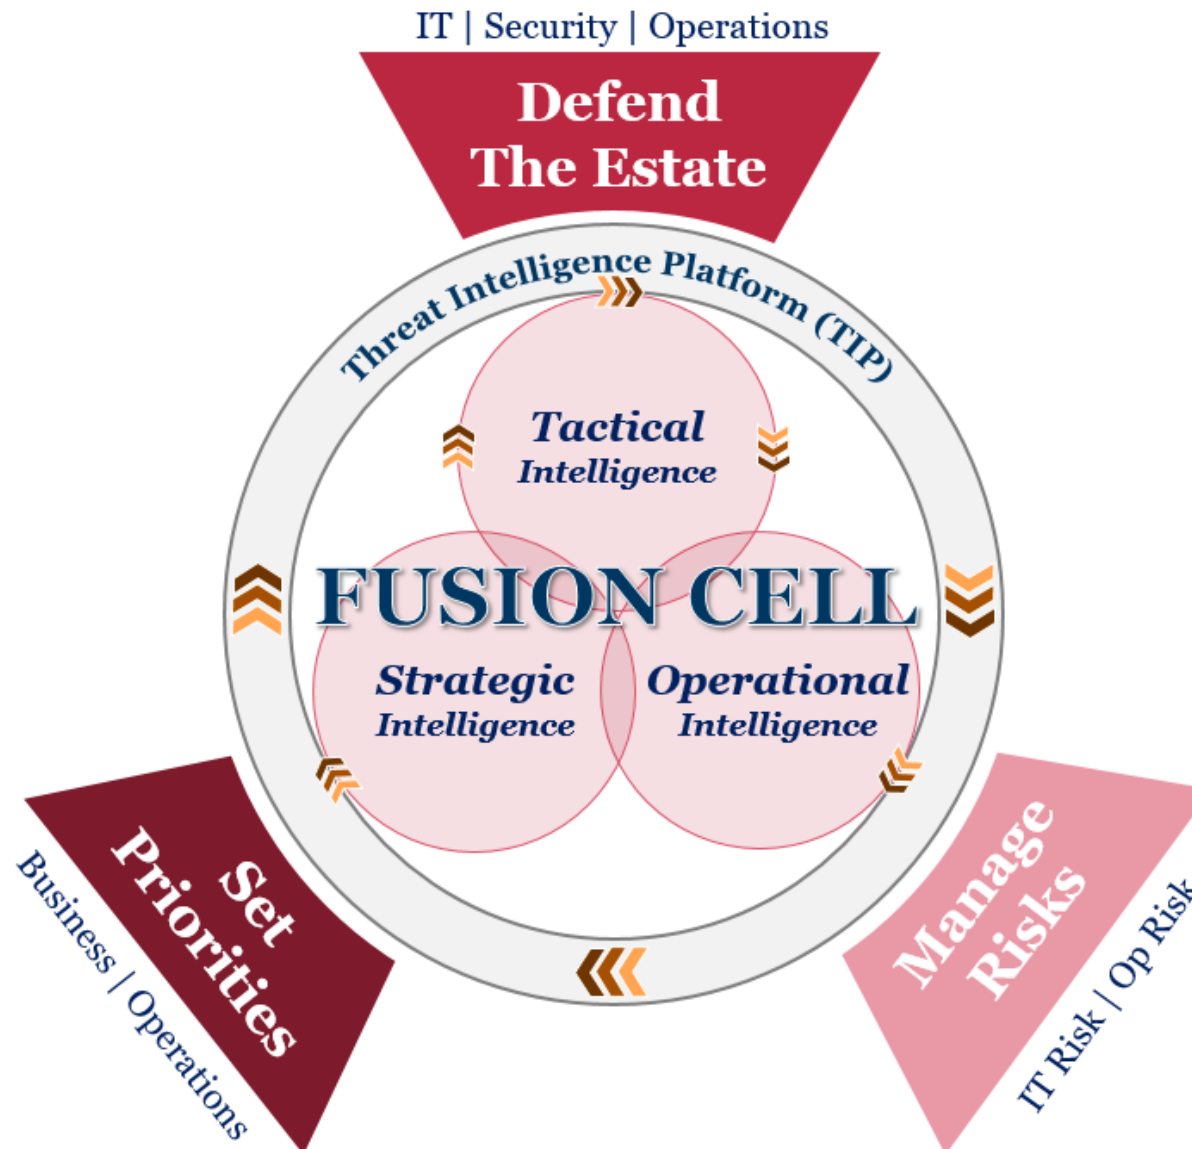 IT | Security | Operations
Defend
The Estate
Threat Intelligence Platform (TIP)
Tactical
Intelligence
FUSION CELL
Strategic
Intelligence
Operational
Intelligence
Set
Priorities
Business | Operations
Manage
Risks
IT Risk | Op Risk